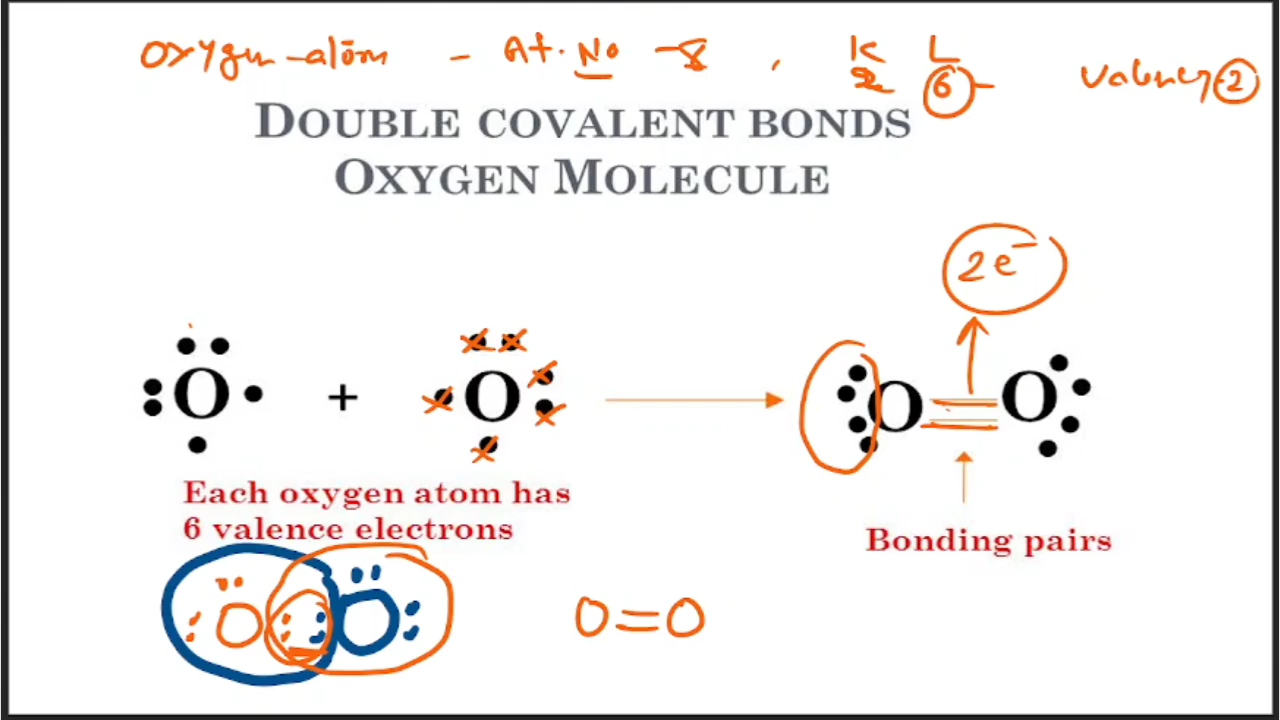 Oxygen-atom - At.No - 8, K L
2 6 - Valency-2
DOUBLE COVALENT BONDS
OXYGEN MOLECULE
2e⁻
O + O → O=O
Each oxygen atom has
6 valence electrons
Bonding pairs
O O
O=O